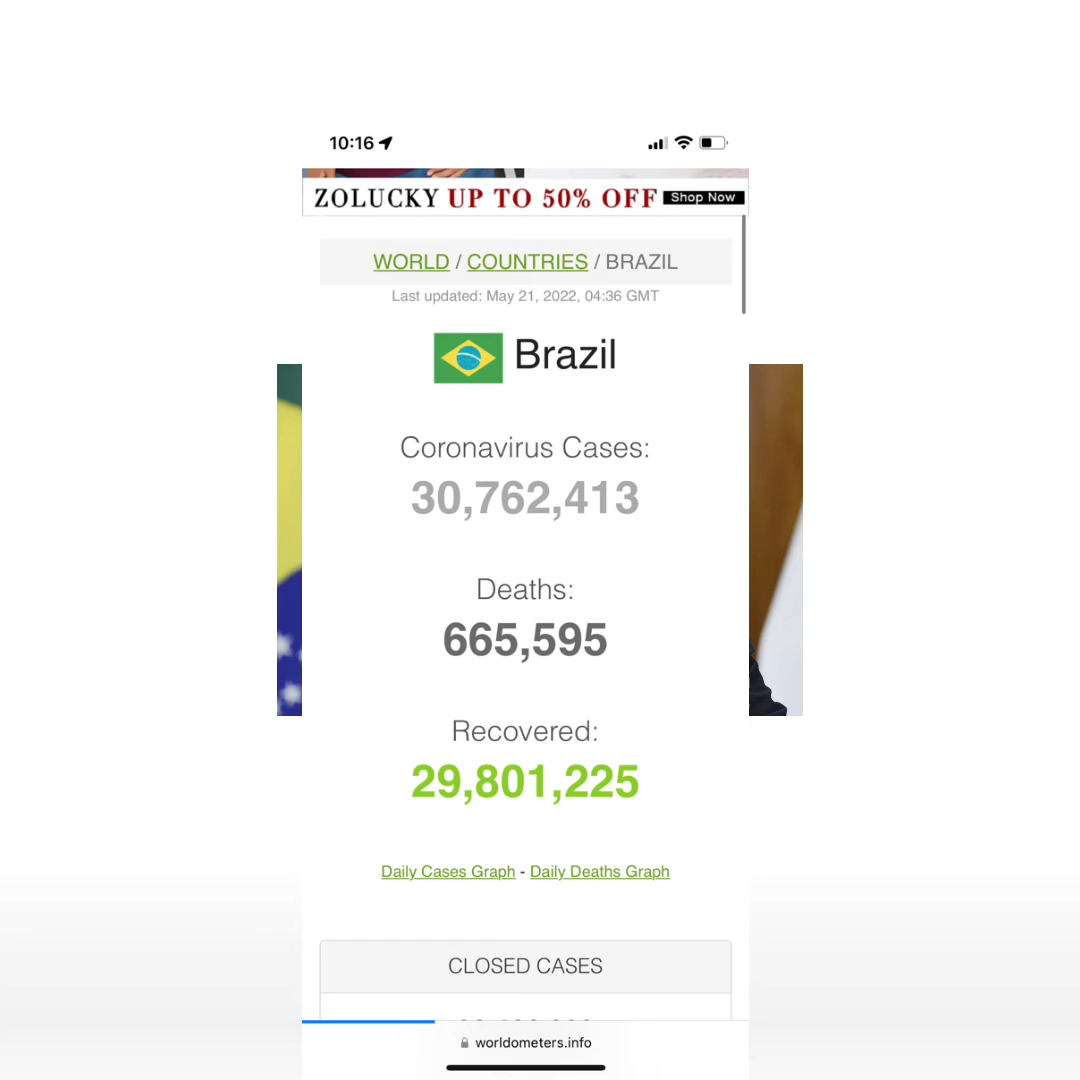 10:16
ZOLUCKY UP TO 50% OFF Shop Now
WORLD / COUNTRIES / BRAZIL
Last updated: May 21, 2022, 04:36 GMT
Brazil
Coronavirus Cases:
30,762,413
Deaths:
665,595
Recovered:
29,801,225
Daily Cases Graph - Daily Deaths Graph
CLOSED CASES
worldometers.info